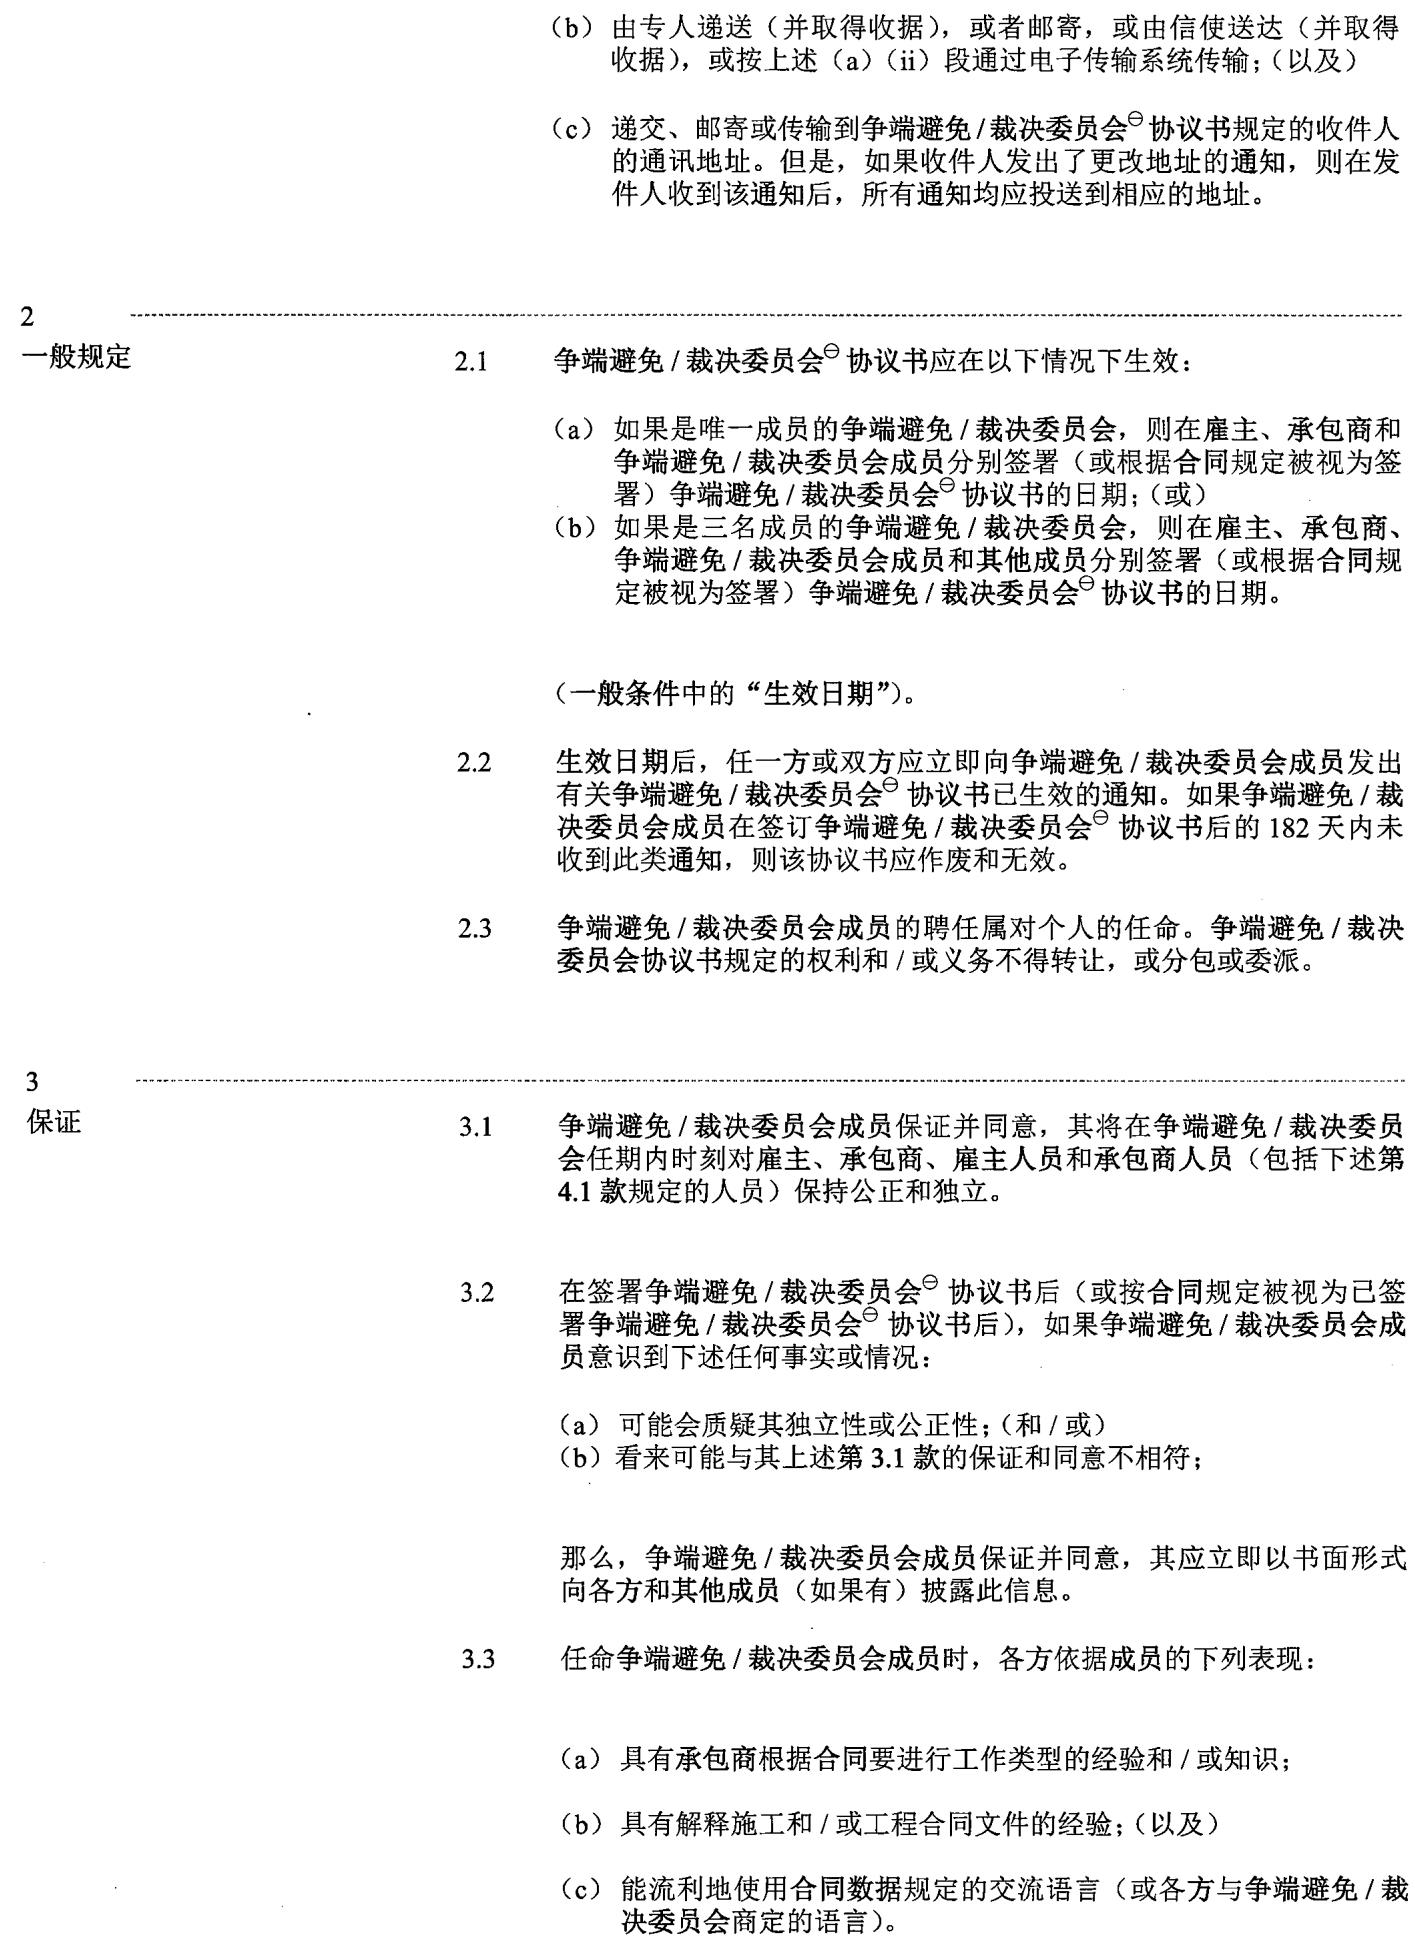 (b) 由专人递送（并取得收据），或者邮寄，或由信使送达（并取得
收据），或按上述（a）（ii）段通过电子传输系统传输；（以及）
(c) 递交、邮寄或传输到争端避免 / 裁决委员会⊖协议书规定的收件人
的通讯地址。但是，如果收件人发出了更改地址的通知，则在发
件人收到该通知后，所有通知均应投送到相应的地址。
2
一般规定
2.1 争端避免 / 裁决委员会⊖ 协议书应在以下情况下生效：
（a）如果是唯一成员的争端避免 / 裁决委员会，则在雇主、承包商和
争端避免 / 裁决委员会成员分别签署（或根据合同规定被视为签
署）争端避免 / 裁决委员会⊖ 协议书的日期；（或）
（b）如果是三名成员的争端避免 / 裁决委员会，则在雇主、承包商、
争端避免 / 裁决委员会成员和其他成员分别签署（或根据合同规
定被视为签署）争端避免 / 裁决委员会⊖ 协议书的日期。
（一般条件中的“生效日期”）。
2.2 生效日期后，任一方或双方应立即向争端避免 / 裁决委员会成员发出
有关争端避免 / 裁决委员会⊖ 协议书已生效的通知。如果争端避免 / 裁
决委员会成员在签订争端避免 / 裁决委员会⊖ 协议书后的 182 天内未
收到此类通知，则该协议书应作废和无效。
2.3 争端避免 / 裁决委员会成员的聘任属对个人的任命。争端避免 / 裁决
委员会协议书规定的权利和 / 或义务不得转让，或分包或委派。
3
保证
3.1 争端避免 / 裁决委员会成员保证并同意，其将在争端避免 / 裁决委员
会任期内时刻对雇主、承包商、雇主人员和承包商人员（包括下述第
4.1 款规定的人员）保持公正和独立。
3.2 在签署争端避免 / 裁决委员会⊖ 协议书后（或按合同规定被视为已签
署争端避免 / 裁决委员会⊖ 协议书后），如果争端避免 / 裁决委员会成
员意识到下述任何事实或情况：
（a）可能会质疑其独立性或公正性；（和 / 或）
（b）看来可能与其上述第 3.1 款的保证和同意不相符；
那么，争端避免 / 裁决委员会成员保证并同意，其应立即以书面形式
向各方和其他成员（如果有）披露此信息。
3.3 任命争端避免 / 裁决委员会成员时，各方依据成员的下列表现：
（a）具有承包商根据合同要进行工作类型的经验和 / 或知识；
（b）具有解释施工和 / 或工程合同文件的经验；（以及）
（c）能流利地使用合同数据规定的交流语言（或各方与争端避免 / 裁
决委员会商定的语言）。